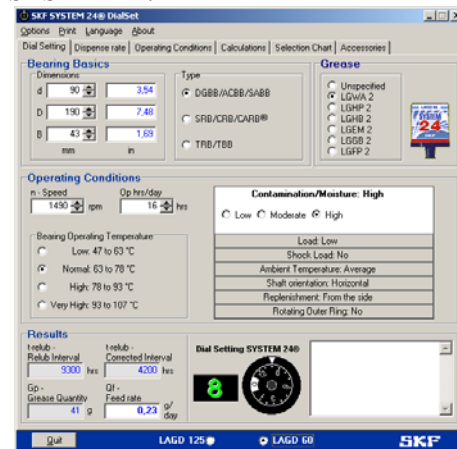 SKF SYSTEM 24® DialSet
Options Print Language About
Dial Setting Dispense rate Operating Conditions Calculations Selection Chart Accessories
Bearing Basics
Dimensions
d 90 3,54
D 190 7,48
B 43 1,69
mm in
Type
DGBB/ACBB/SABB
SRB/CRB/CARB®
TRB/TBB
Grease
Unspecified
LGWA 2
LGMP 2
LGHB 2
LGEM 2
LGGB 2
LGFP 2
SYSTEM
24
Operating Conditions
n - Speed Op hrs/day
1490 rpm 16 hrs
Bearing Operating Temperature
Low: 47 to 63 °C
Normal: 63 to 78 °C
High: 78 to 93 °C
Very High: 93 to 107 °C
Contamination/Moisture: High
Low Moderate High
Load: Low
Shock Load: No
Ambient Temperature: Average
Shaft orientation: Horizontal
Replenishment: From the side
Rotating Outer Ring: No
Results
t-relub - t-relub -
Relub Interval Corrected Interval
9300 hrs 4200 hrs
Gp - Qf -
Grease Quantity Feed rate
41 g 0,23 g/day
Dial Setting SYSTEM 24®
8
Quit LAGD 125 LAGD 60 SKF